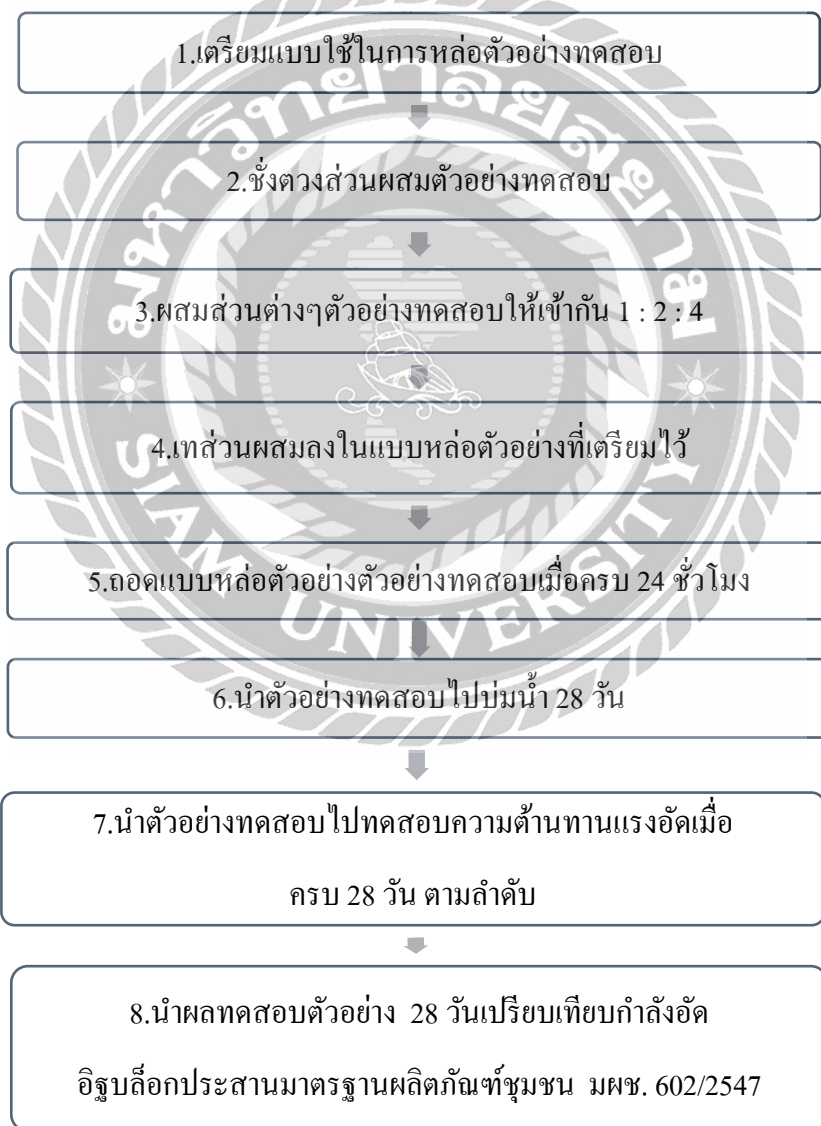 1.เตรียมแบบใช้ในการหล่อตัวอย่างทดสอบ
2.ชั่งตวงส่วนผสมตัวอย่างทดสอบ
3.ผสมส่วนต่างๆตัวอย่างทดสอบให้เข้ากัน 1 : 2 : 4
4.เทส่วนผสมลงในแบบหล่อตัวอย่างที่เตรียมไว้
5.ถอดแบบหล่อตัวอย่างตัวอย่างทดสอบเมื่อครบ 24 ชั่วโมง
6.นำตัวอย่างทดสอบไปบ่มน้ำ 28 วัน
7.นำตัวอย่างทดสอบไปทดสอบความต้านทานแรงอัดเมื่อ
ครบ 28 วัน ตามลำดับ
8.นำผลทดสอบตัวอย่าง 28 วันเปรียบเทียบกำลังอัด
อิฐบล็อกประสานมาตรฐานผลิตภัณฑ์ชุมชน มผช. 602/2547
มหาวิทยาลัยสยาม
SIAM UNIVERSITY